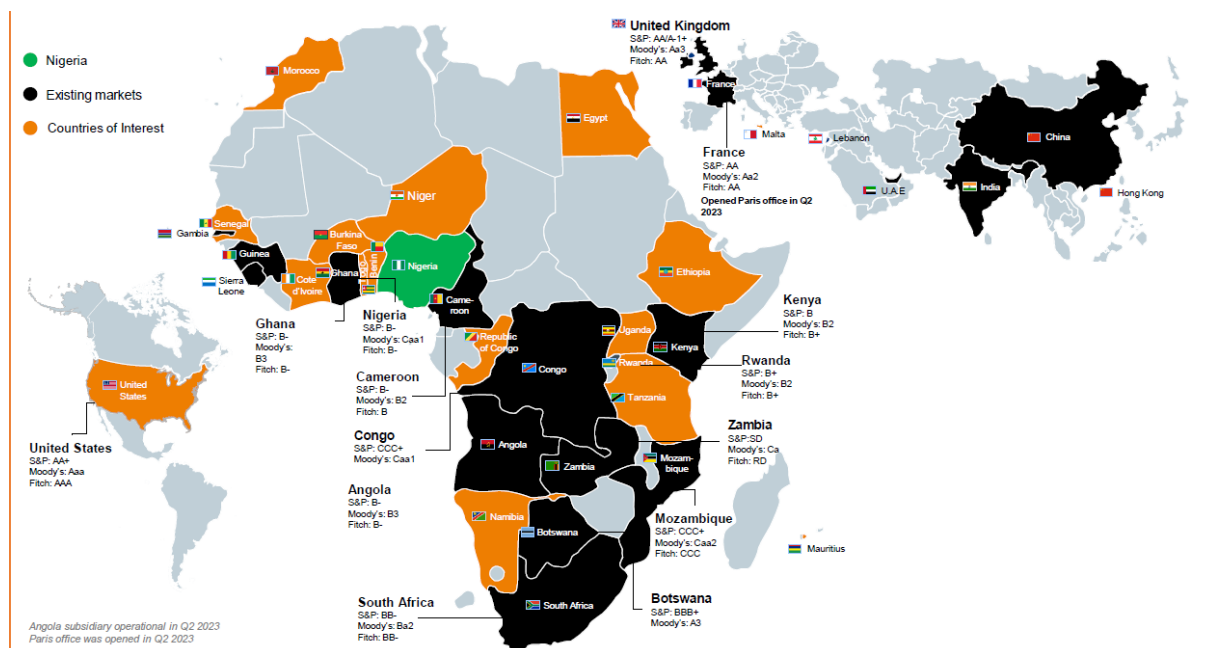 Nigeria
Existing markets
Countries of Interest
Morocco
Egypt
Niger
Senegal
Gambia
Guinea
Sierra
Leone
Burkina
Faso
Cote
d'Ivoire
Ghana
Togo
Benin
Nigeria
Came-
roon
Ethiopia
Republic
of Congo
Congo
Uganda
Kenya
Rwanda
Tanzania
Angola
Zambia
Mozam-
bique
Namibia
Botswana
South Africa
Mauritius
United
States
France
Malta
Lebanon
U.A.E
India
China
Hong Kong
United Kingdom
S&P: AA/A-1+
Moody's: Aa3
Fitch: AA
France
S&P: AA
Moody's: Aa2
Fitch: AA
Opened Paris office in Q2
2023
Ghana
S&P: B-
Moody's:
B3
Fitch: B-
Nigeria
S&P: B-
Moody's: Caa1
Fitch: B-
Cameroon
S&P: B-
Moody's: B2
Fitch: B
Congo
S&P: CCC+
Moody's: Caa1
Angola
S&P: B-
Moody's: B3
Fitch: B-
South Africa
S&P: BB-
Moody's: Ba2
Fitch: BB-
Kenya
S&P: B
Moody's: B2
Fitch: B+
Rwanda
S&P: B+
Moody's: B2
Fitch: B+
Zambia
S&P:SD
Moody's: Ca
Fitch: RD
Mozambique
S&P: CCC+
Moody's: Caa2
Fitch: CCC
Botswana
S&P: BBB+
Moody's: A3
United States
S&P: AA+
Moody's: Aaa
Fitch: AAA
Angola subsidiary operational in Q2 2023
Paris office was opened in Q2 2023